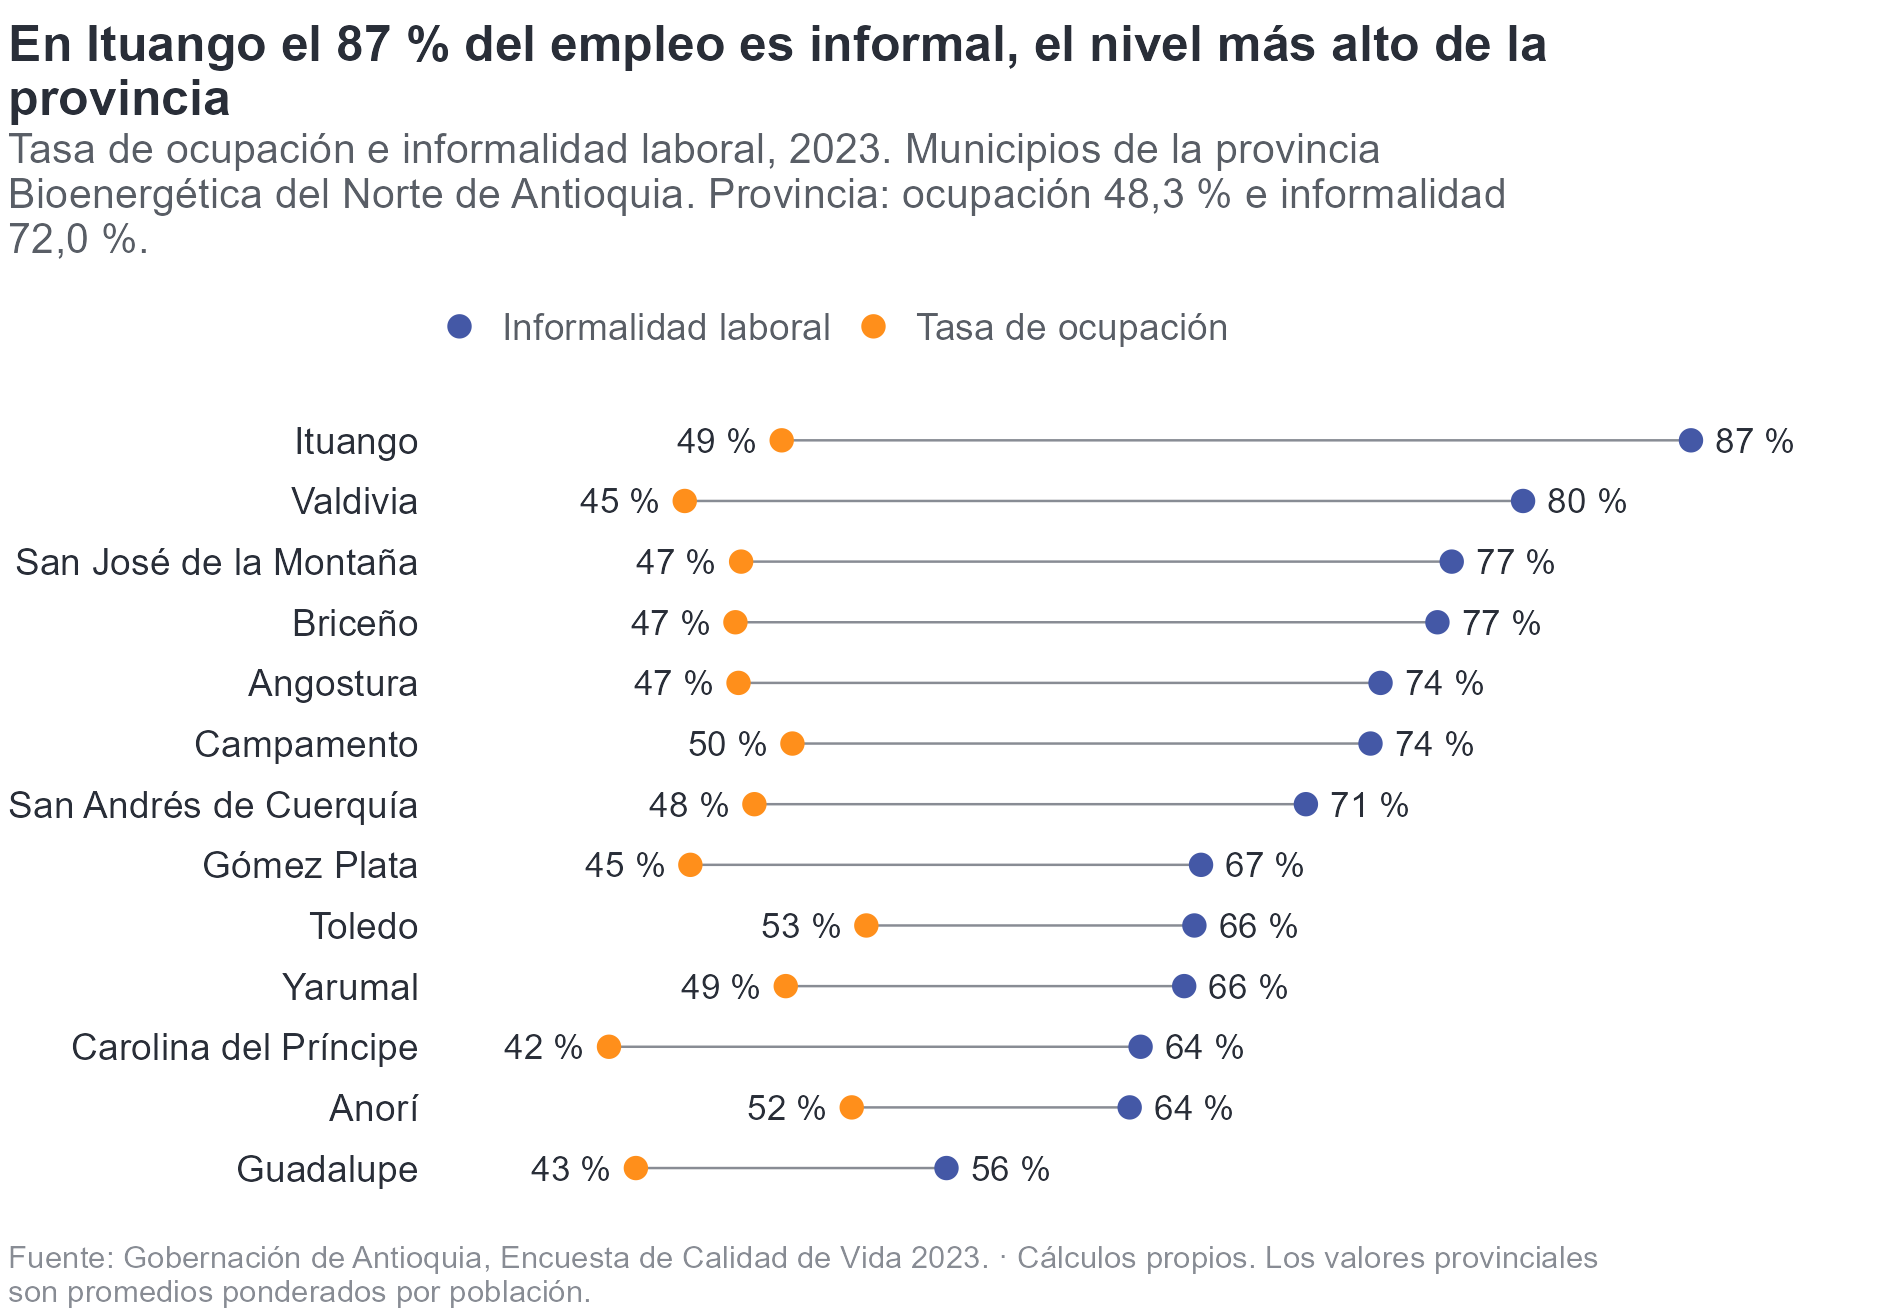 En Ituango el 87 % del empleo es informal, el nivel más alto de la
provincia
Tasa de ocupación e informalidad laboral, 2023. Municipios de la provincia
Bioenergética del Norte de Antioquia. Provincia: ocupación 48,3 % e informalidad
72,0 %.
Informalidad laboral Tasa de ocupación
Ituango 49 % 87 %
Valdivia 45 % 80 %
San José de la Montaña 47 % 77 %
Briceño 47 % 77 %
Angostura 47 % 74 %
Campamento 50 % 74 %
San Andrés de Cuerquía 48 % 71 %
Gómez Plata 45 % 67 %
Toledo 53 % 66 %
Yarumal 49 % 66 %
Carolina del Príncipe 42 % 64 %
Anorí 52 % 64 %
Guadalupe 43 % 56 %
Fuente: Gobernación de Antioquia, Encuesta de Calidad de Vida 2023. · Cálculos propios. Los valores provinciales
son promedios ponderados por población.